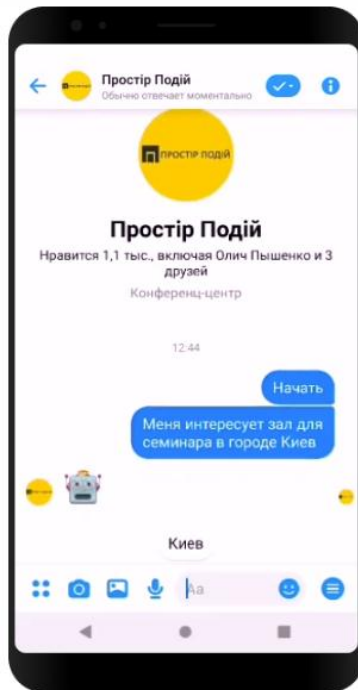 Простір Подій
Обычно отвечает моментально
ПРОСТІР ПОДІЙ
Простір Подій
Нравится 1,1 тыс., включая Олич Пышенко и 3
друзей
Конференц-центр
12:44
Начать
Меня интересует зал для
семинара в городе Киев
Киев
Aa